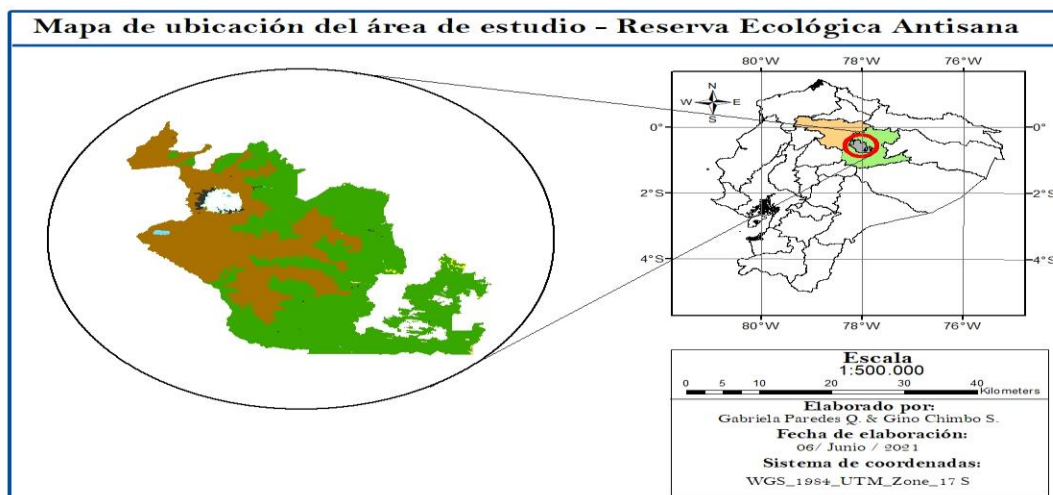 Mapa de ubicación del área de estudio - Reserva Ecológica Antisana
80°W 78°W 76°W
N
W E
S
0° 0°
2°S 2°S
4°S 4°S
80°W 78°W 76°W
Escala
1:500.000
0 5 10 20 30 40
Kilometers
Elaborado por:
Gabriela Paredes Q. & Gino Chimbo S.
Fecha de elaboración:
06/ Junio / 2021
Sistema de coordenadas:
WGS_1984_UTM_Zone_17 S